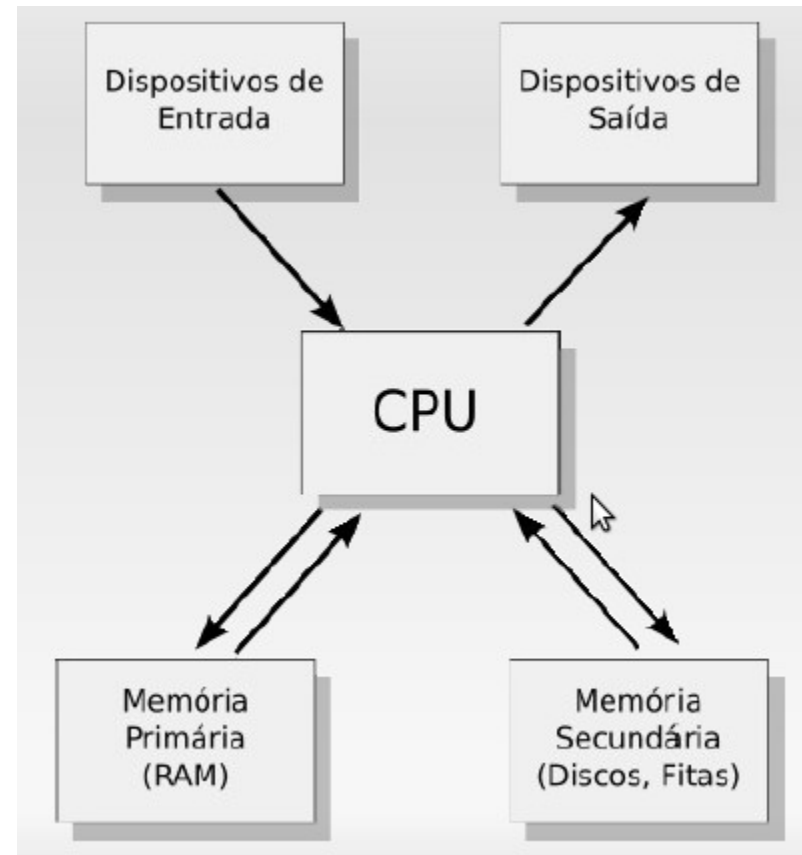 Dispositivos de
Entrada
Dispositivos de
Saída
CPU
Memória
Primária
(RAM)
Memória
Secundária
(Discos, Fitas)